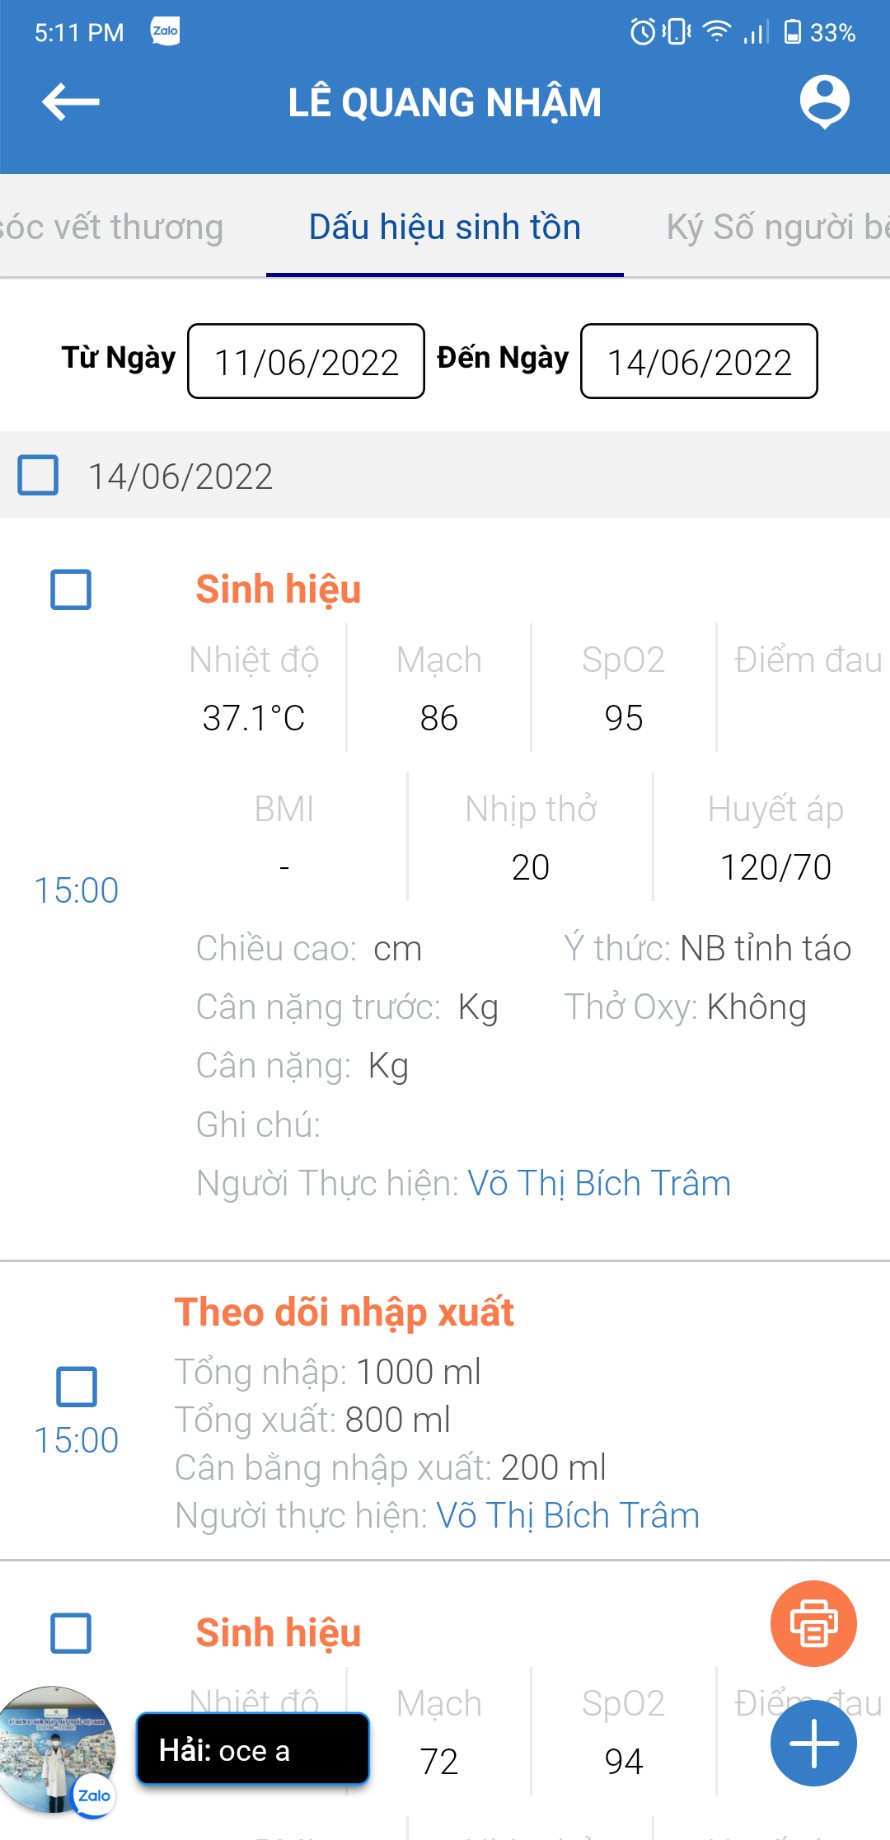 5:11 PM Zalo 33%
LÊ QUANG NHẬM
sóc vết thương Dấu hiệu sinh tồn Ký Số người bệ
Từ Ngày 11/06/2022 Đến Ngày 14/06/2022
14/06/2022
Sinh hiệu
Nhiệt độ Mạch SpO2 Điểm đau
37.1°C 86 95
BMI Nhịp thở Huyết áp
- 20 120/70
15:00
Chiều cao: cm Ý thức: NB tỉnh táo
Cân nặng trước: Kg Thở Oxy: Không
Cân nặng: Kg
Ghi chú:
Người Thực hiện: Võ Thị Bích Trâm
Theo dõi nhập xuất
Tổng nhập: 1000 ml
Tổng xuất: 800 ml
15:00
Cân bằng nhập xuất: 200 ml
Người thực hiện: Võ Thị Bích Trâm
Sinh hiệu
Nhiệt độ Mạch SpO2 Điểm đau
Hải: oce a 72 94
Zalo